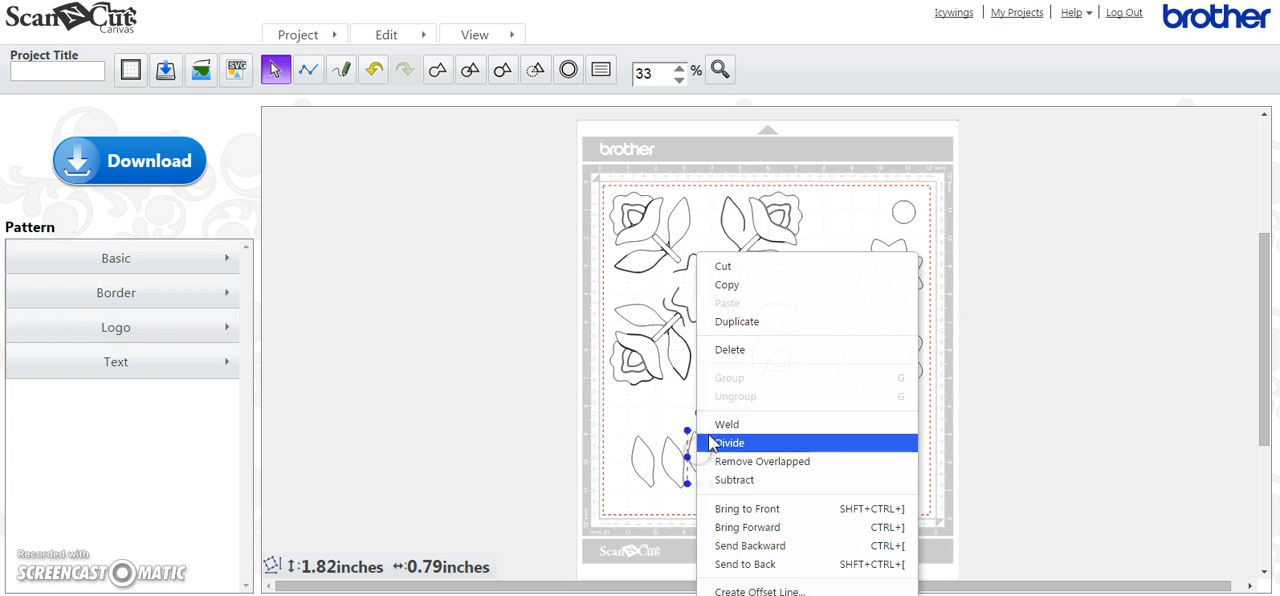 ScanNCut
Canvas
Icywings
My Projects
Help
Log Out
brother
Project
Edit
View
Project Title
SVG
33
%
Download
Pattern
Basic
Border
Logo
Text
brother
Cut
Copy
Paste
Duplicate
Delete
Group G
Ungroup G
Weld
Divide
Remove Overlapped
Subtract
Bring to Front SHFT+CTRL+]
Bring Forward CTRL+]
Send Backward CTRL+[
Send to Back SHFT+CTRL+[
Create Offset Line...
ScanNCut
Recorded with
SCREENCAST-O-MATIC
1.82inches 0.79inches